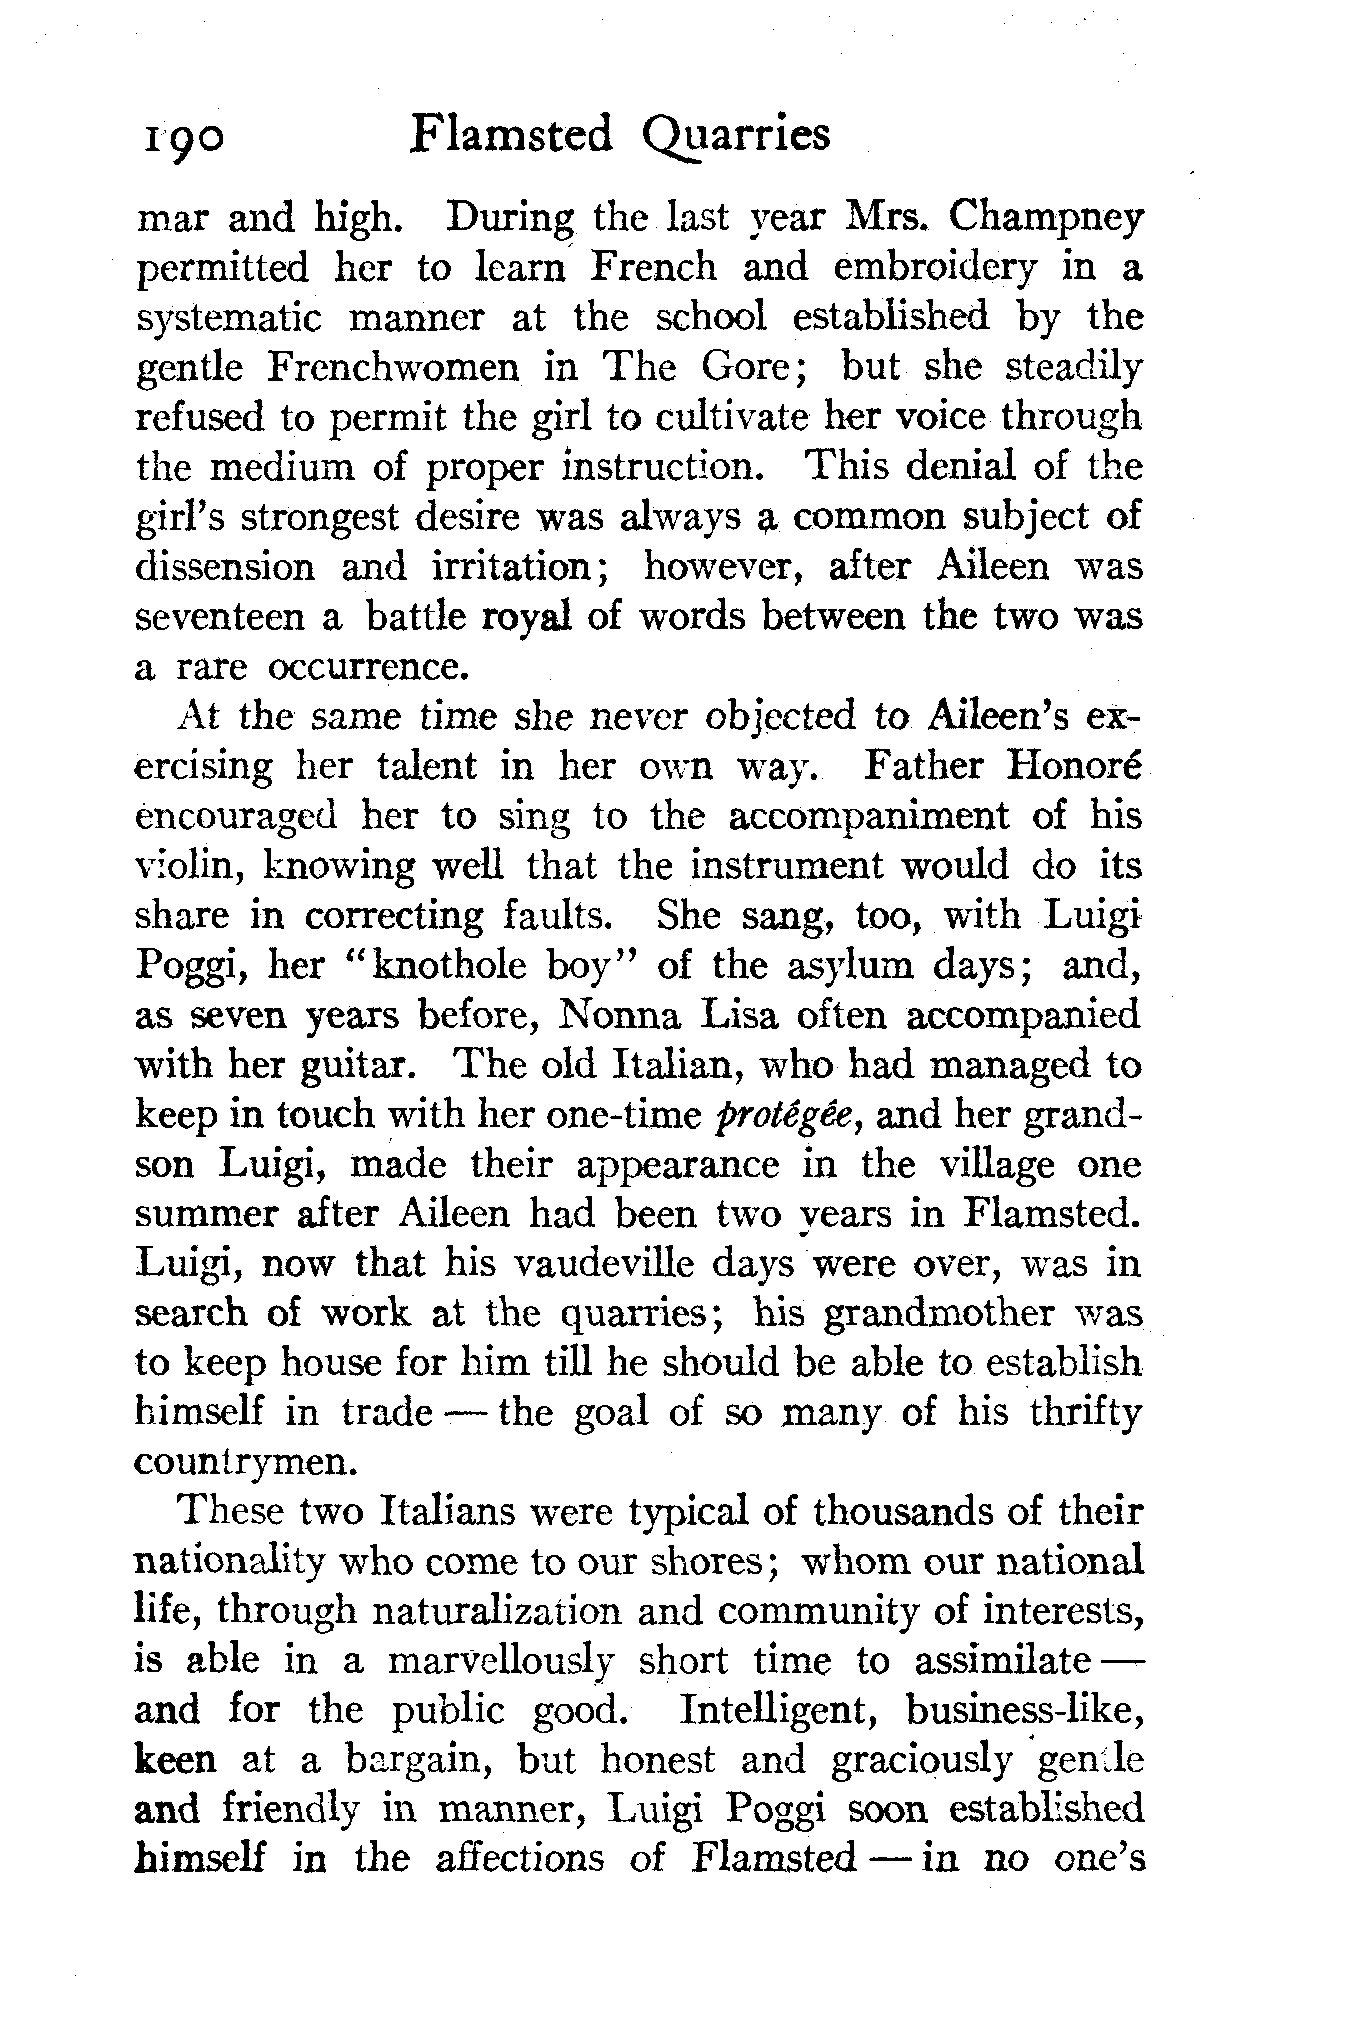 190 Flamsted Quarries
mar and high. During the last year Mrs. Champney
permitted her to learn French and embroidery in a
systematic manner at the school established by the
gentle Frenchwomen in The Gore; but she steadily
refused to permit the girl to cultivate her voice through
the medium of proper instruction. This denial of the
girl's strongest desire was always a common subject of
dissension and irritation; however, after Aileen was
seventeen a battle royal of words between the two was
a rare occurrence.
At the same time she never objected to Aileen's ex-
ercising her talent in her own way. Father Honoré
encouraged her to sing to the accompaniment of his
violin, knowing well that the instrument would do its
share in correcting faults. She sang, too, with Luigi
Poggi, her "knothole boy" of the asylum days; and,
as seven years before, Nonna Lisa often accompanied
with her guitar. The old Italian, who had managed to
keep in touch with her one-time protégée, and her grand-
son Luigi, made their appearance in the village one
summer after Aileen had been two years in Flamsted.
Luigi, now that his vaudeville days were over, was in
search of work at the quarries; his grandmother was
to keep house for him till he should be able to establish
himself in trade — the goal of so many of his thrifty
countrymen.
These two Italians were typical of thousands of their
nationality who come to our shores; whom our national
life, through naturalization and community of interests,
is able in a marvellously short time to assimilate —
and for the public good. Intelligent, business-like,
keen at a bargain, but honest and graciously gentle
and friendly in manner, Luigi Poggi soon established
himself in the affections of Flamsted — in no one's